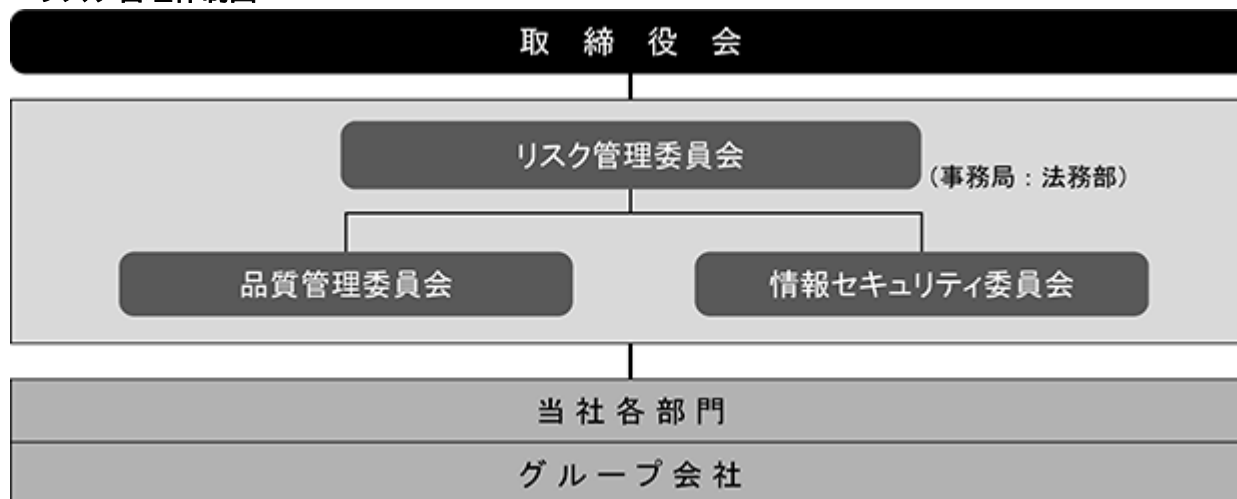 取締役会
リスク管理委員会
(事務局：法務部)
品質管理委員会
情報セキュリティ委員会
当社各部門
グループ会社